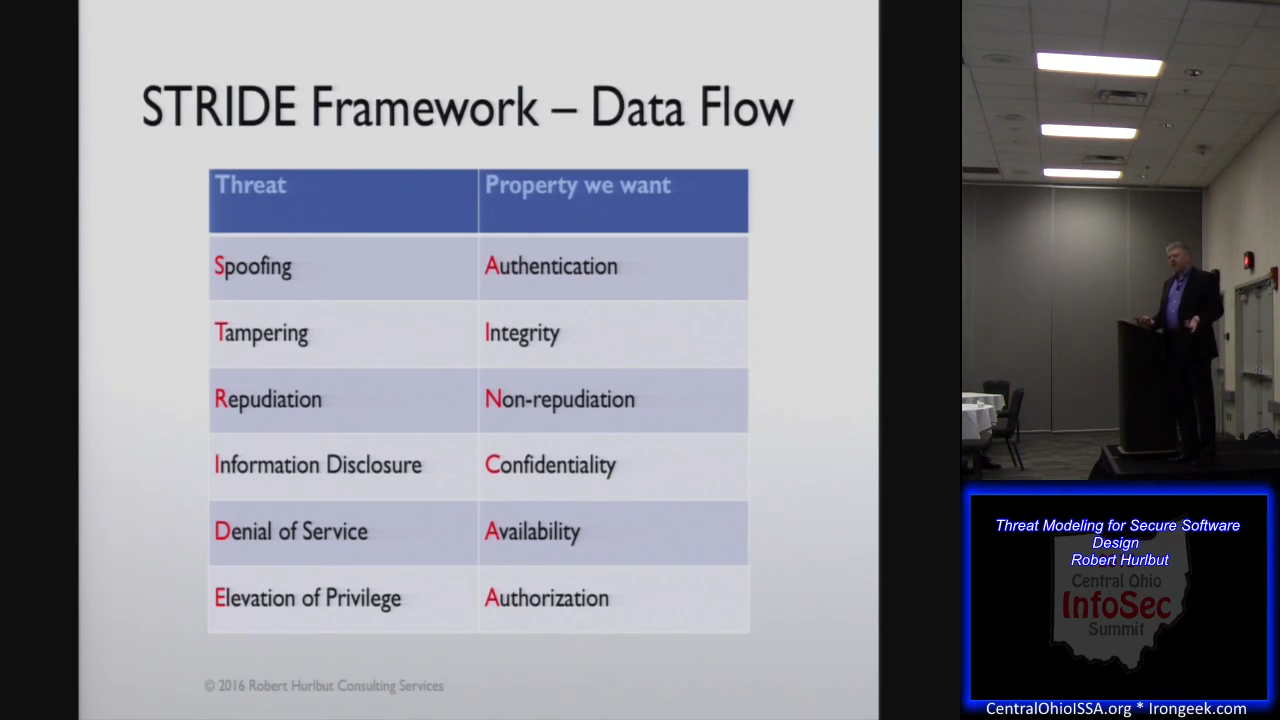 STRIDE Framework – Data Flow
Threat Property we want
Spoofing Authentication
Tampering Integrity
Repudiation Non-repudiation
Information Disclosure Confidentiality
Denial of Service Availability
Elevation of Privilege Authorization
© 2016 Robert Hurlbut Consulting Services
Threat Modeling for Secure Software
Design
Robert Hurlbut
Central Ohio
InfoSec
Summit
CentralOhioISSA.org * Irongeek.com